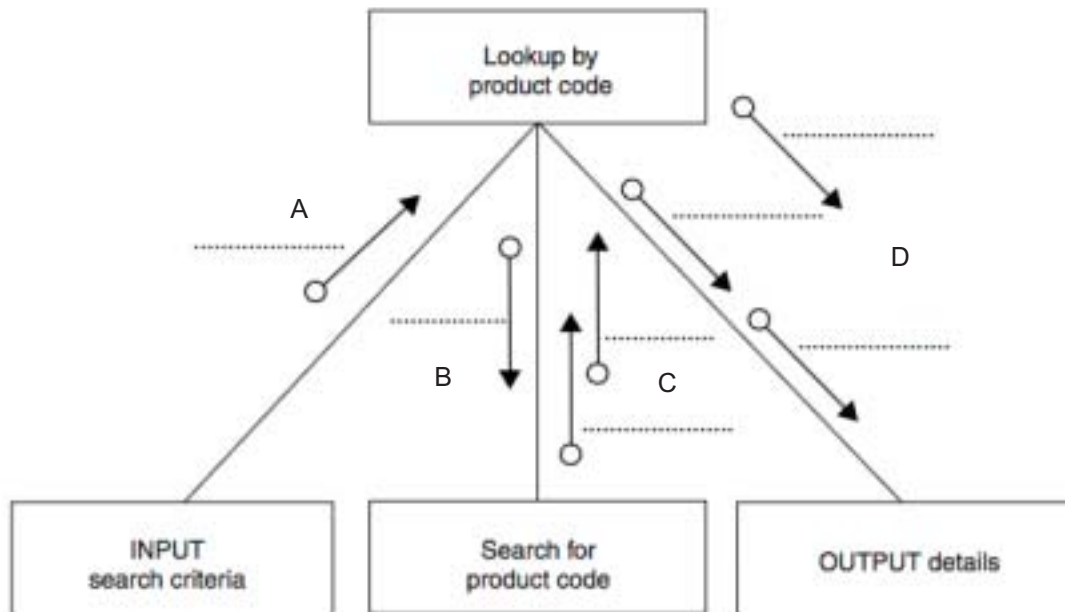 Lookup by
product code
A
D
B
C
INPUT
search criteria
Search for
product code
OUTPUT details